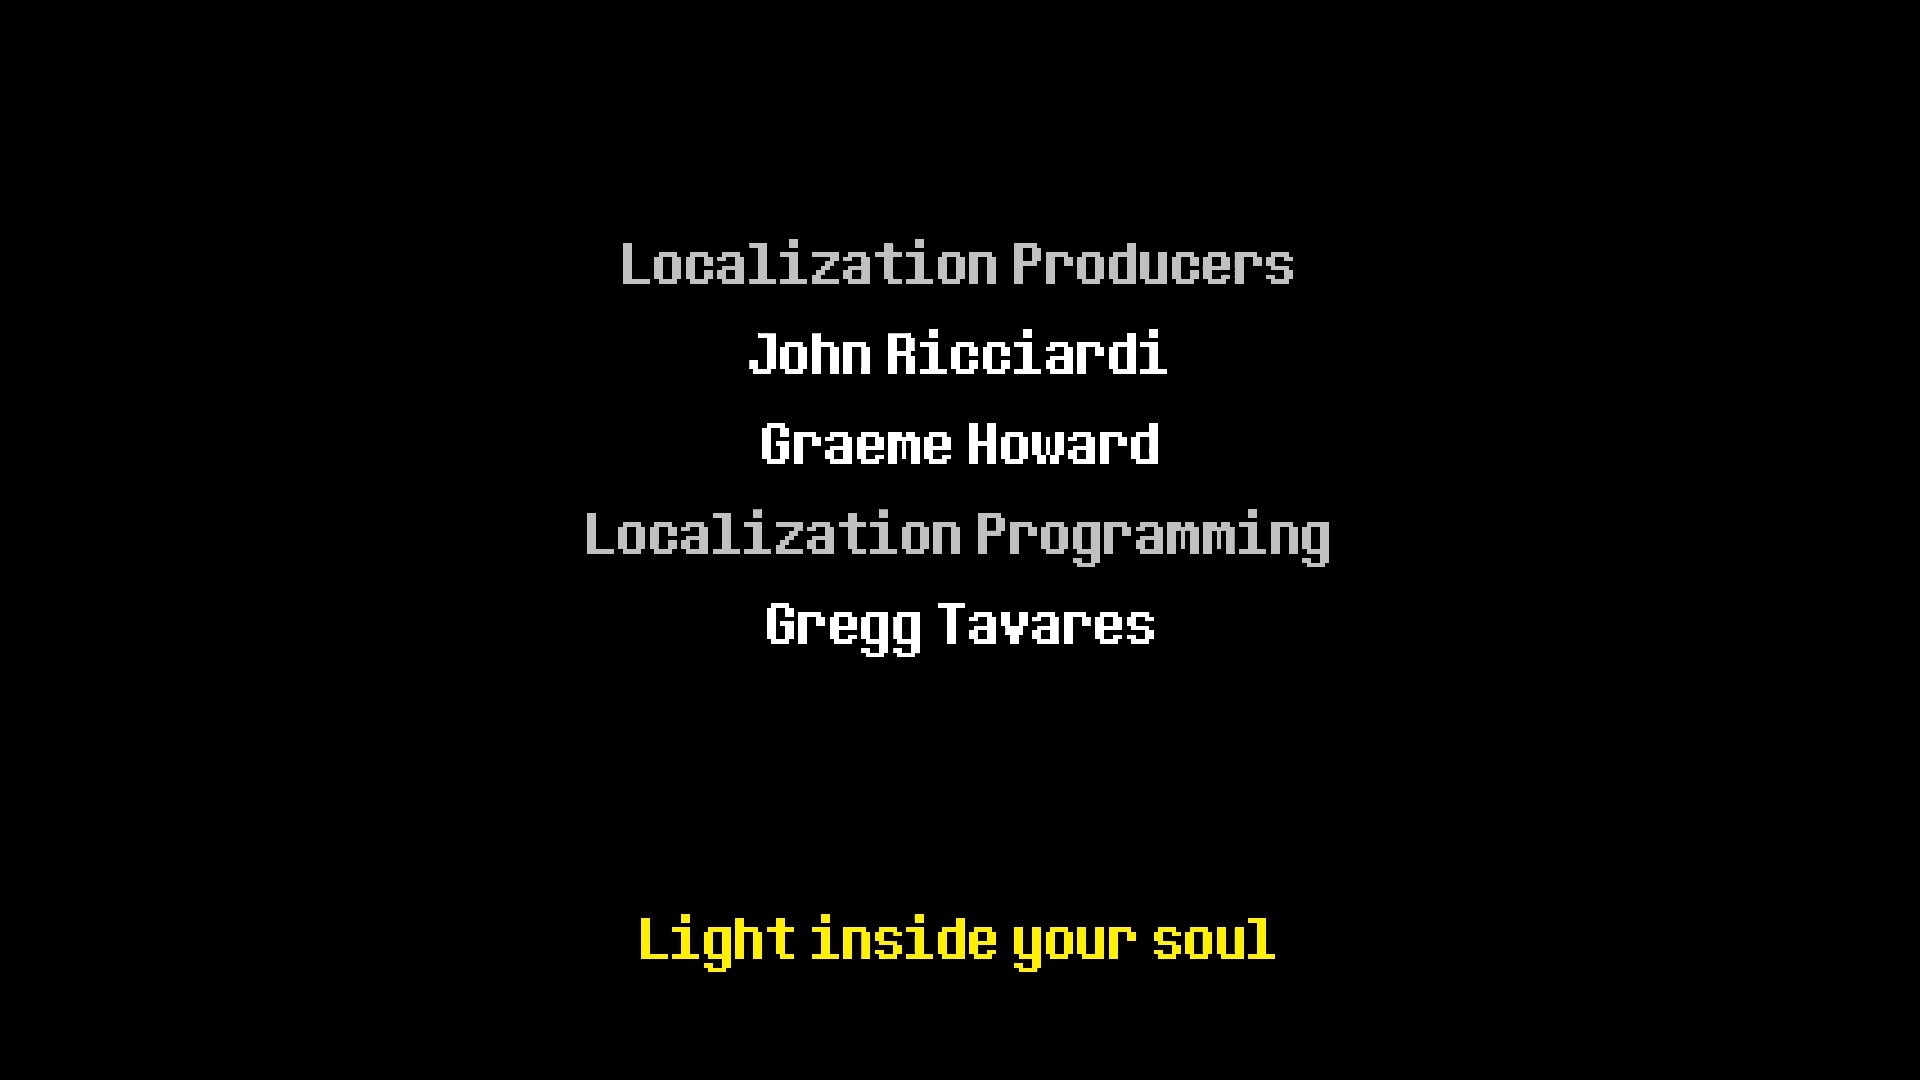 Localization Producers
John Ricciardi
Graeme Howard
Localization Programming
Gregg Tavares
Light inside your soul